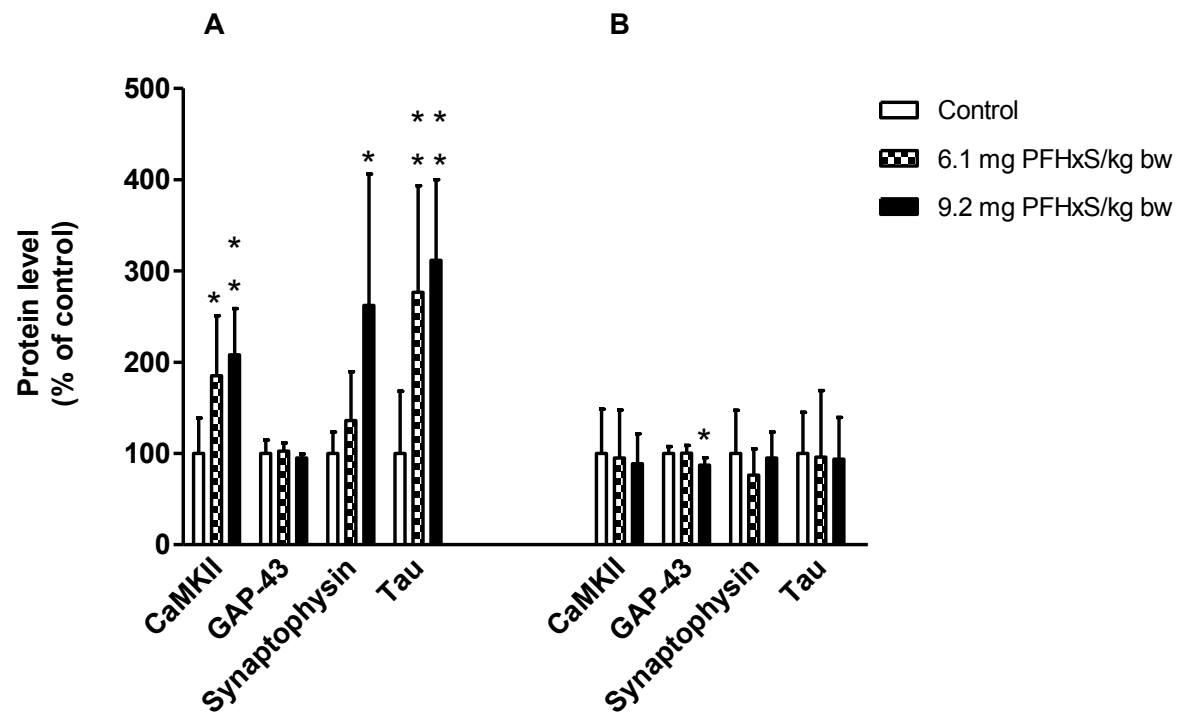 A
B
Protein level
(% of control)
500
400
300
200
100
0
* * *
*
* * * *
*
CaMKII
GAP-43
Synaptophysin
Tau
CaMKII
GAP-43
Synaptophysin
Tau
Control
6.1 mg PFHxS/kg bw
9.2 mg PFHxS/kg bw